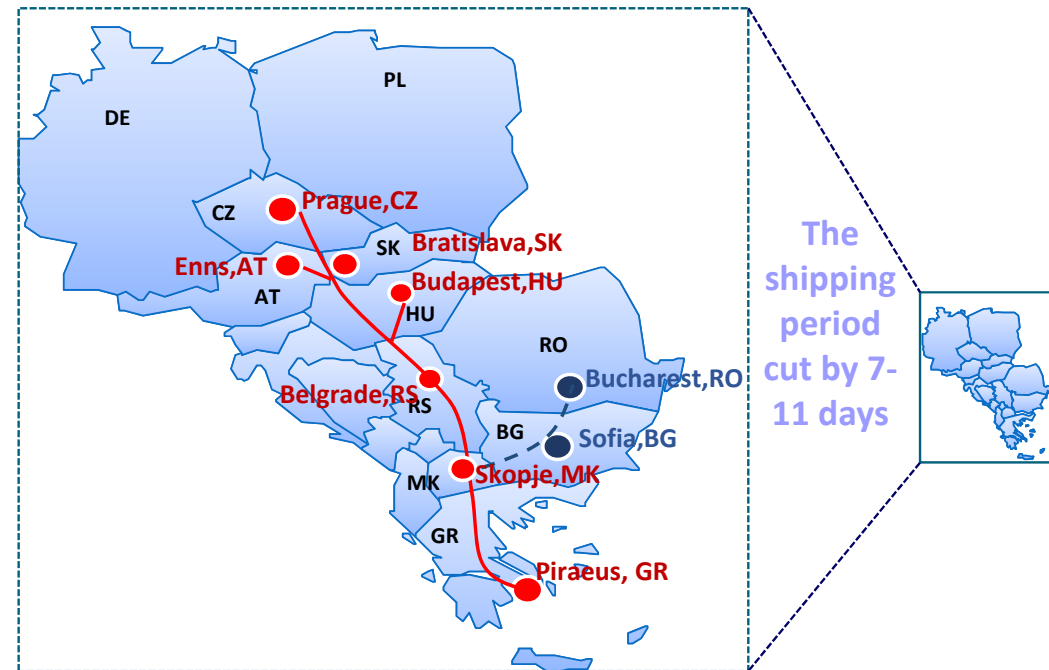 PL
DE
Prague,CZ
CZ
Bratislava,SK
SK
Enns,AT
Budapest,HU
AT
HU
RO
Bucharest,RO
Belgrade,RS
RS
BG
Sofia,BG
Skopje,MK
MK
GR
Piraeus, GR
The
shipping
period
cut by 7-
11 days